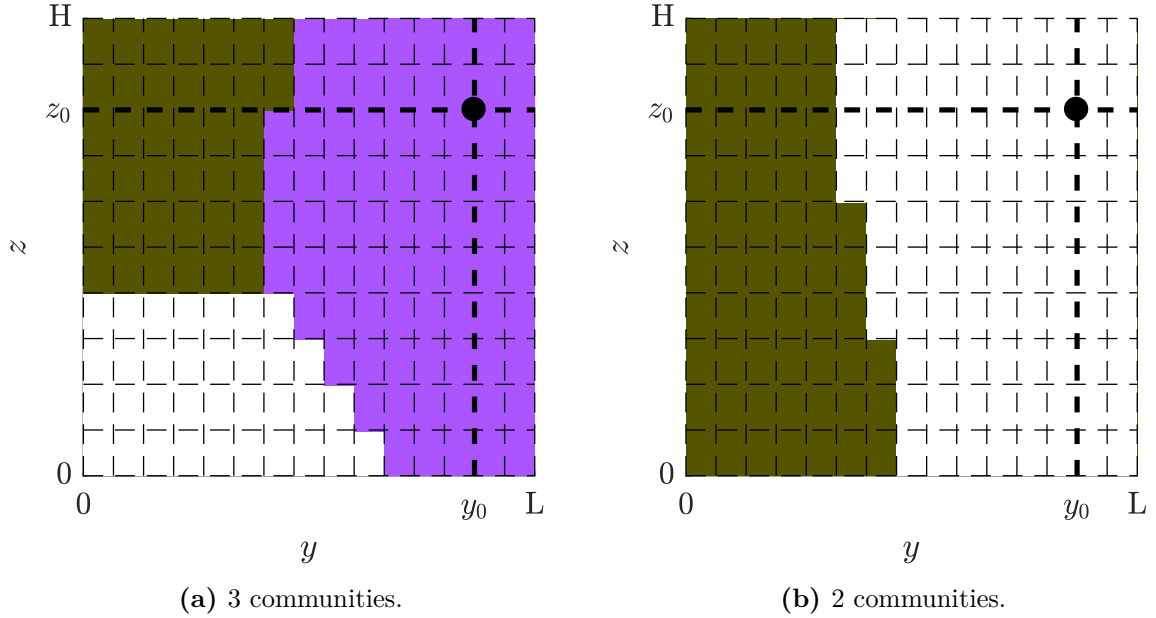 H
z₀
z
0
0
y₀
L
y
(a) 3 communities.
H
z₀
z
0
0
y₀
L
y
(b) 2 communities.